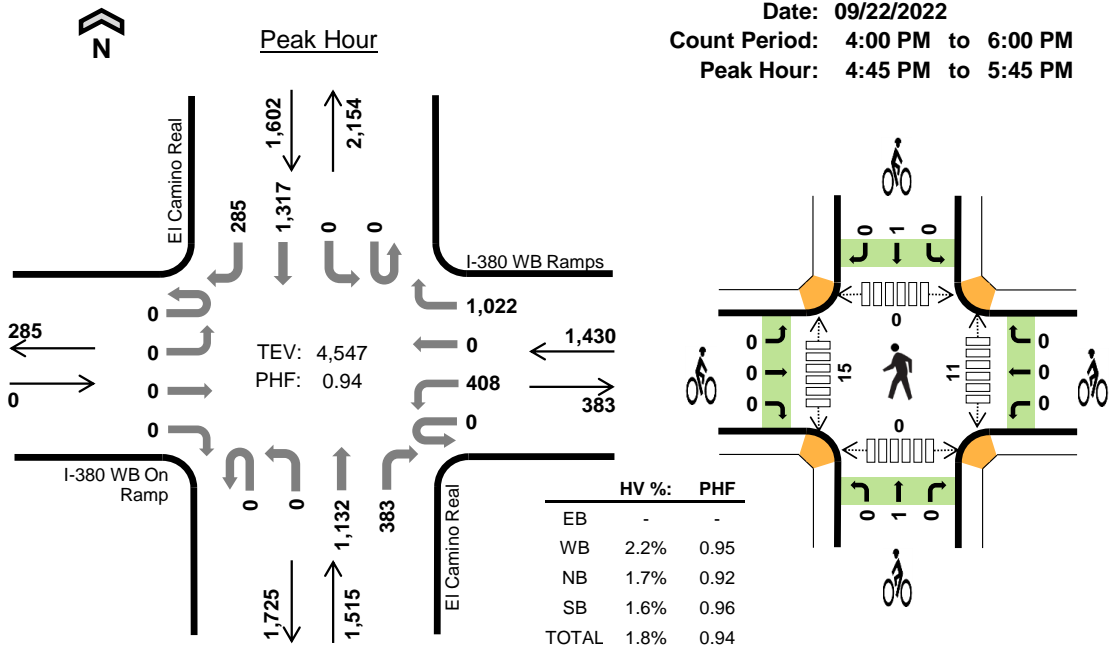 N
Peak Hour
Date: 09/22/2022
Count Period: 4:00 PM to 6:00 PM
Peak Hour: 4:45 PM to 5:45 PM
El Camino Real
1,602
2,154
285
1,317
0
0
I-380 WB Ramps
0
0
0
0
285
0
TEV: 4,547
PHF: 0.94
1,022
0
408
0
1,430
383
I-380 WB On
Ramp
0
0
1,132
383
El Camino Real
1,725
1,515
HV %: PHF
EB - -
WB 2.2% 0.95
NB 1.7% 0.92
SB 1.6% 0.96
TOTAL 1.8% 0.94
0 1 0
0
0
0
0
15
11
0
0
0
0
0 1 0